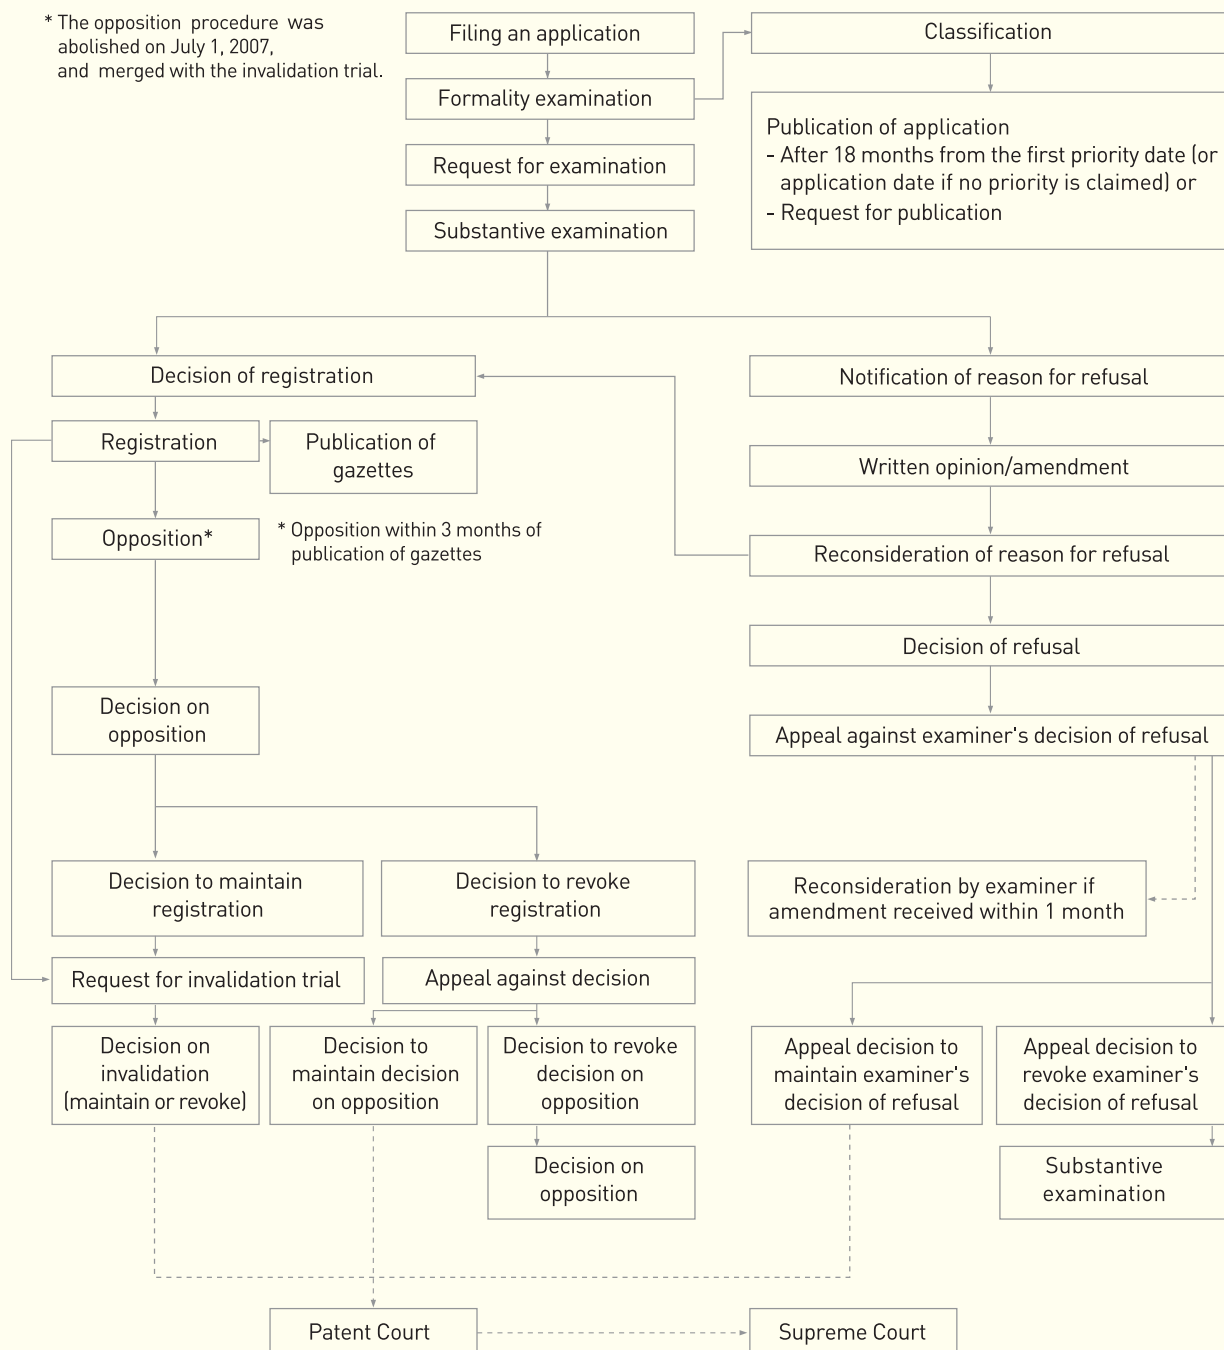 * The opposition procedure was
abolished on July 1, 2007,
and merged with the invalidation trial.
Filing an application
Classification
Formality examination
Publication of application
- After 18 months from the first priority date (or
application date if no priority is claimed) or
- Request for publication
Request for examination
Substantive examination
Decision of registration
Notification of reason for refusal
Registration
Publication of
gazettes
Written opinion/amendment
Opposition*
* Opposition within 3 months of
publication of gazettes
Reconsideration of reason for refusal
Decision of refusal
Decision on
opposition
Appeal against examiner's decision of refusal
Decision to maintain
registration
Decision to revoke
registration
Reconsideration by examiner if
amendment received within 1 month
Request for invalidation trial
Appeal against decision
Decision on
invalidation
(maintain or revoke)
Decision to
maintain decision
on opposition
Decision to revoke
decision on
opposition
Appeal decision to
maintain examiner's
decision of refusal
Appeal decision to
revoke examiner's
decision of refusal
Decision on
opposition
Substantive
examination
Patent Court
Supreme Court